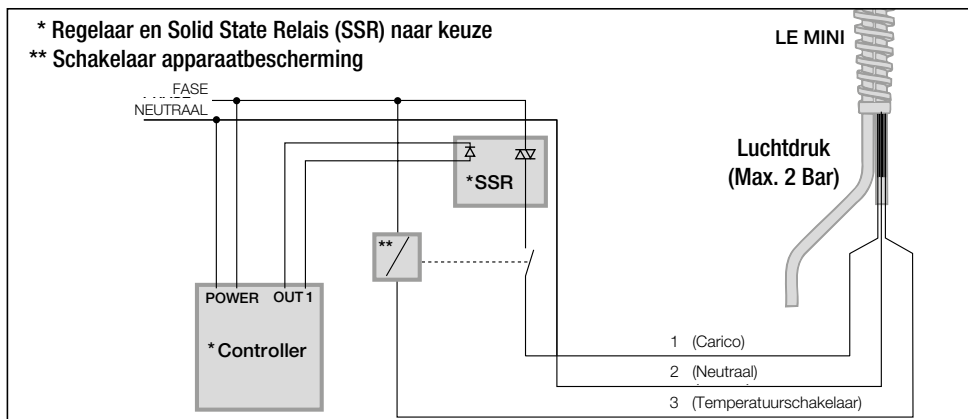 * Regelaar en Solid State Relais (SSR) naar keuze
** Schakelaar apparaatbescherming
LE MINI
FASE
NEUTRAAL
Luchtdruk
(Max. 2 Bar)
*SSR
**
POWER OUT 1
*Controller
1 (Carico)
2 (Neutraal)
3 (Temperatuurschakelaar)